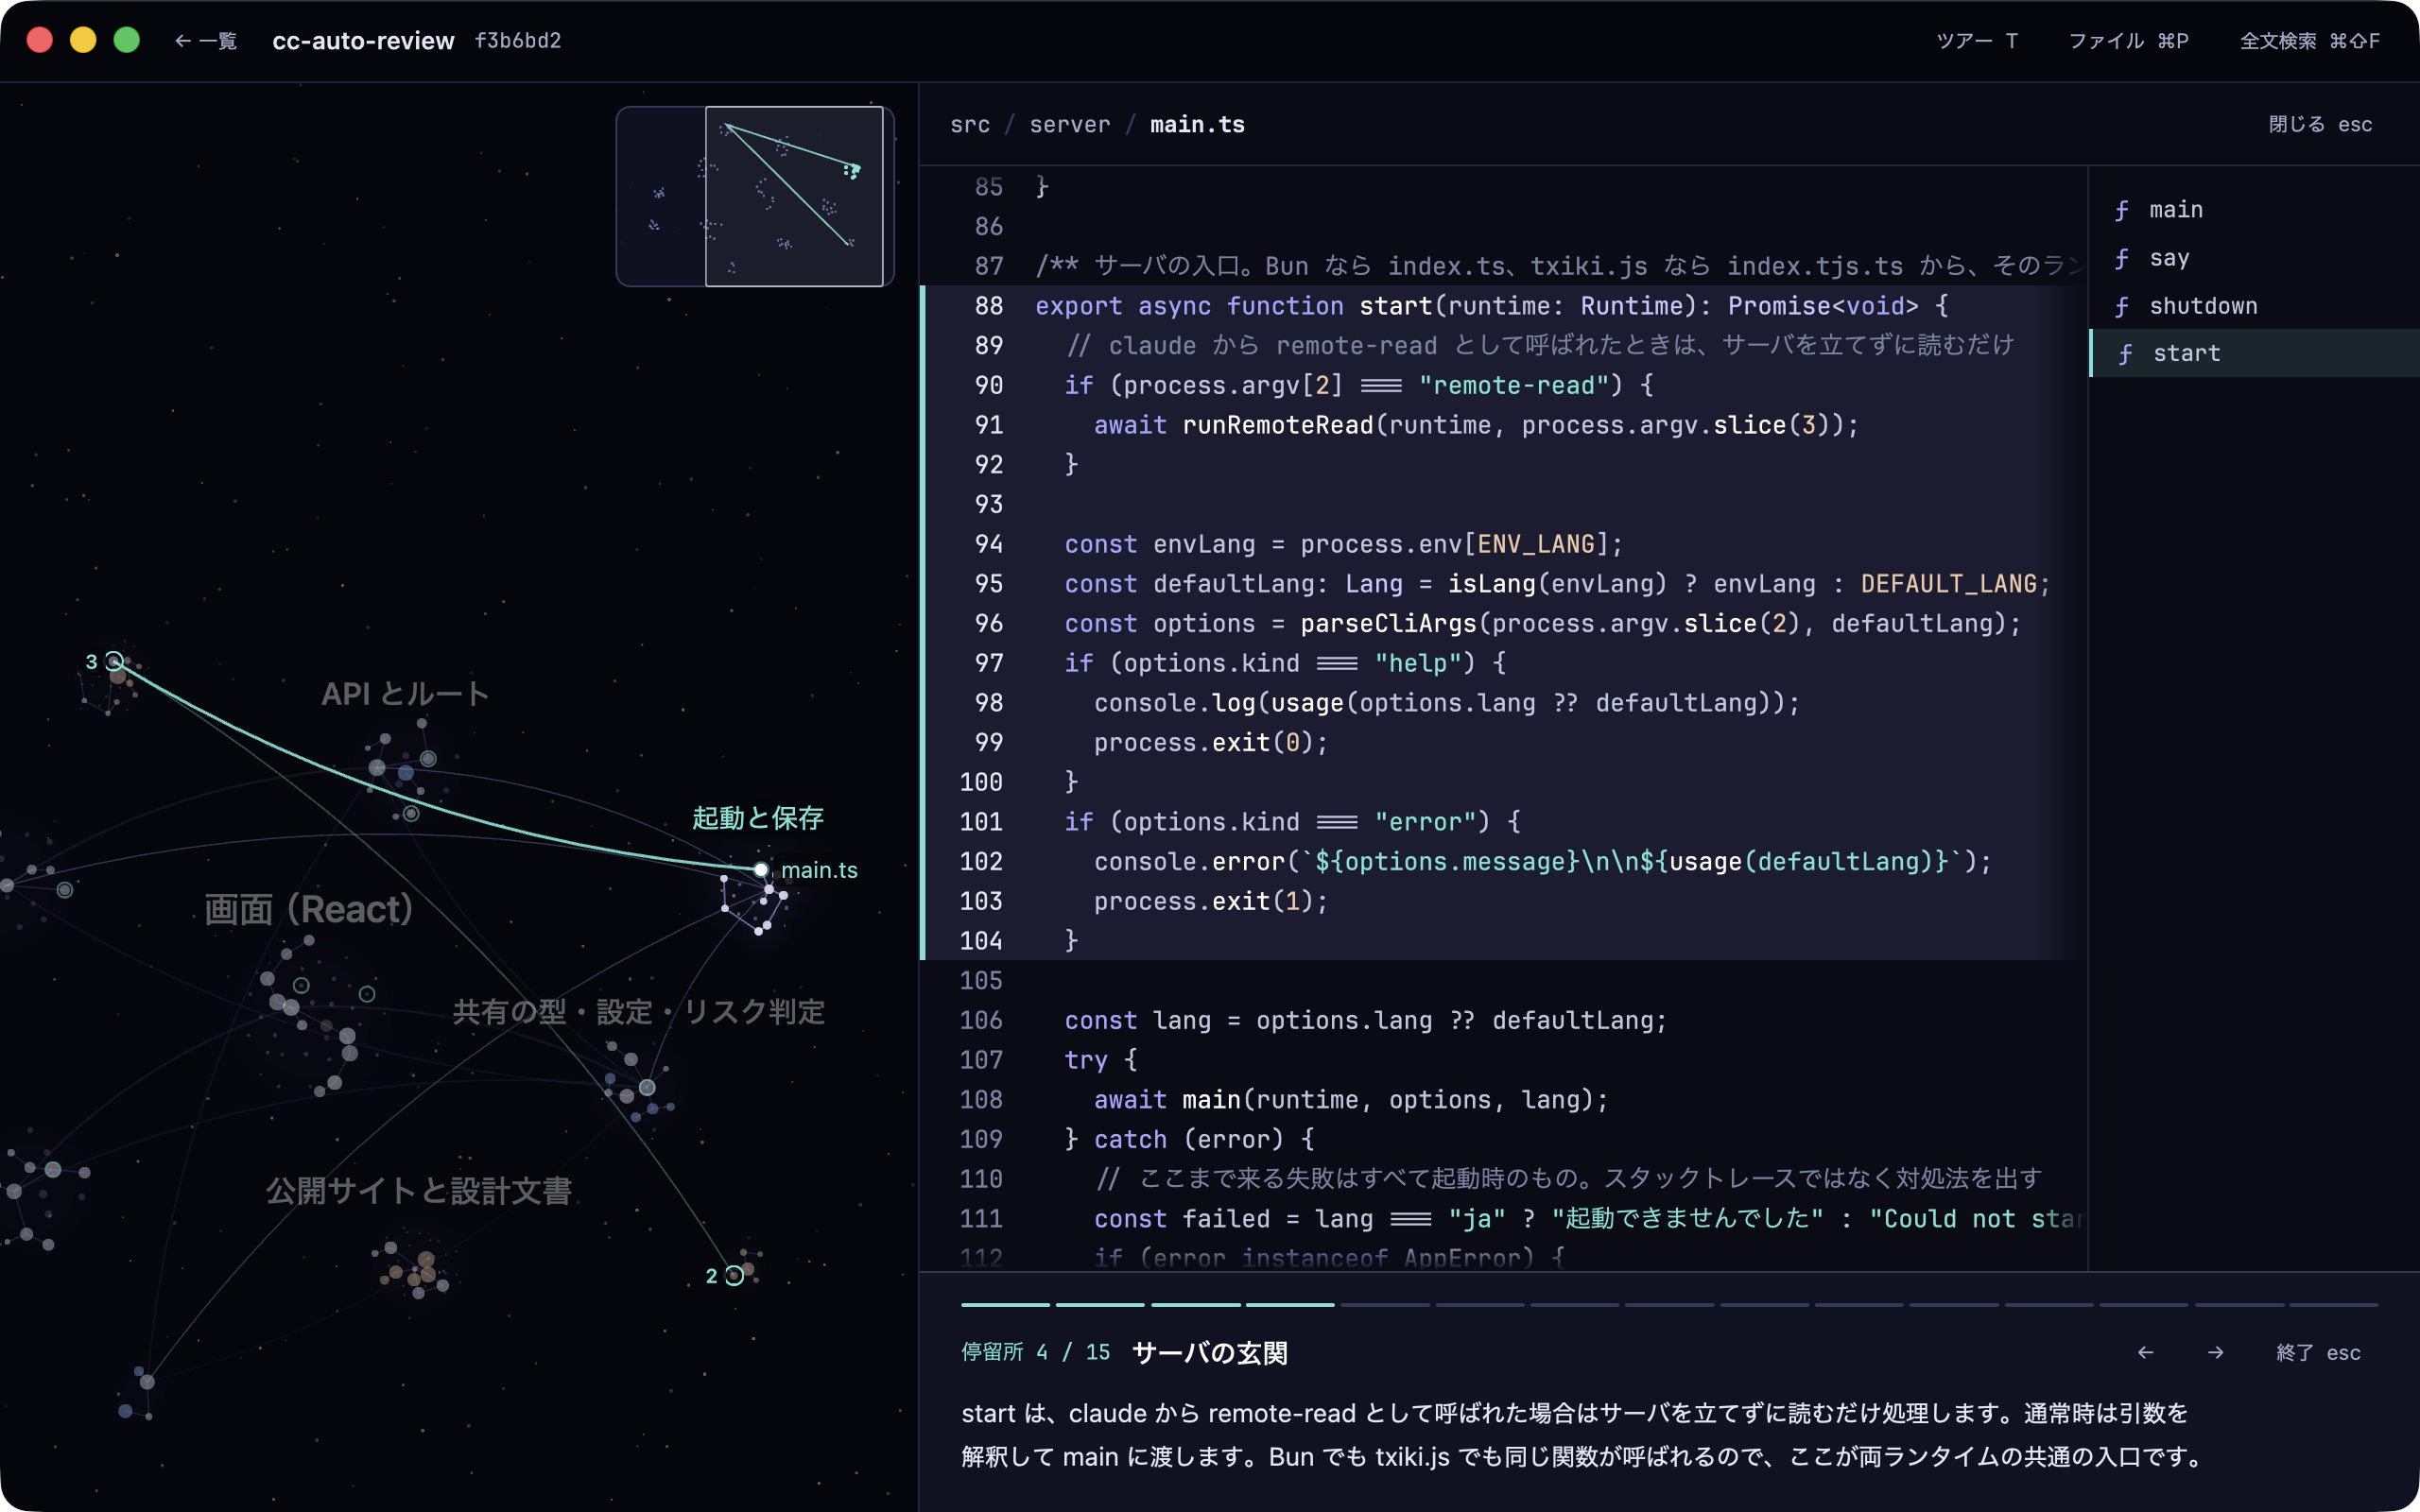 ← 一覧 cc-auto-review f3b6bd2
ツアー T ファイル ⌘P 全文検索 ⌘⇧F
3
API とルート
起動と保存
main.ts
画面（React）
共有の型・設定・リスク判定
公開サイトと設計文書
2
src / server / main.ts
閉じる esc
85 }
86
87 /** サーバの入口。Bun なら index.ts、txiki.js なら index.tjs.ts から、そのラン
88 export async function start(runtime: Runtime): Promise<void> {
89 // claude から remote-read として呼ばれたときは、サーバを立てずに読むだけ
90 if (process.argv[2] === "remote-read") {
91 await runRemoteRead(runtime, process.argv.slice(3));
92 }
93
94 const envLang = process.env[ENV_LANG];
95 const defaultLang: Lang = isLang(envLang) ? envLang : DEFAULT_LANG;
96 const options = parseCliArgs(process.argv.slice(2), defaultLang);
97 if (options.kind === "help") {
98 console.log(usage(options.lang ?? defaultLang));
99 process.exit(0);
100 }
101 if (options.kind === "error") {
102 console.error(`${options.message}\n\n${usage(defaultLang)}`);
103 process.exit(1);
104 }
105
106 const lang = options.lang ?? defaultLang;
107 try {
108 await main(runtime, options, lang);
109 } catch (error) {
110 // ここまで来る失敗はすべて起動時のもの。スタックトレースではなく対処法を出す
111 const failed = lang === "ja" ? "起動できませんでした" : "Could not star
112 if (error instanceof AppError) {
ƒ main
ƒ say
ƒ shutdown
ƒ start
停留所 4 / 15 サーバの玄関
← → 終了 esc
start は、claude から remote-read として呼ばれた場合はサーバを立てずに読むだけ処理します。通常時は引数を
解釈して main に渡します。Bun でも txiki.js でも同じ関数が呼ばれるので、ここが両ランタイムの共通の入口です。